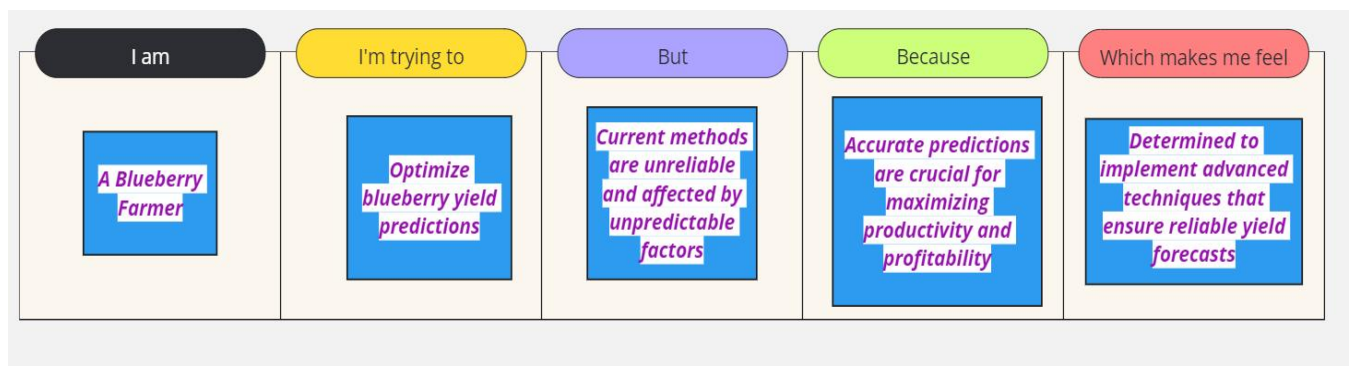 I am
I'm trying to
But
Because
Which makes me feel
A Blueberry
Farmer
Optimize
blueberry yield
predictions
Current methods
are unreliable
and affected by
unpredictable
factors
Accurate predictions
are crucial for
maximizing
productivity and
profitability
Determined to
implement advanced
techniques that
ensure reliable yield
forecasts